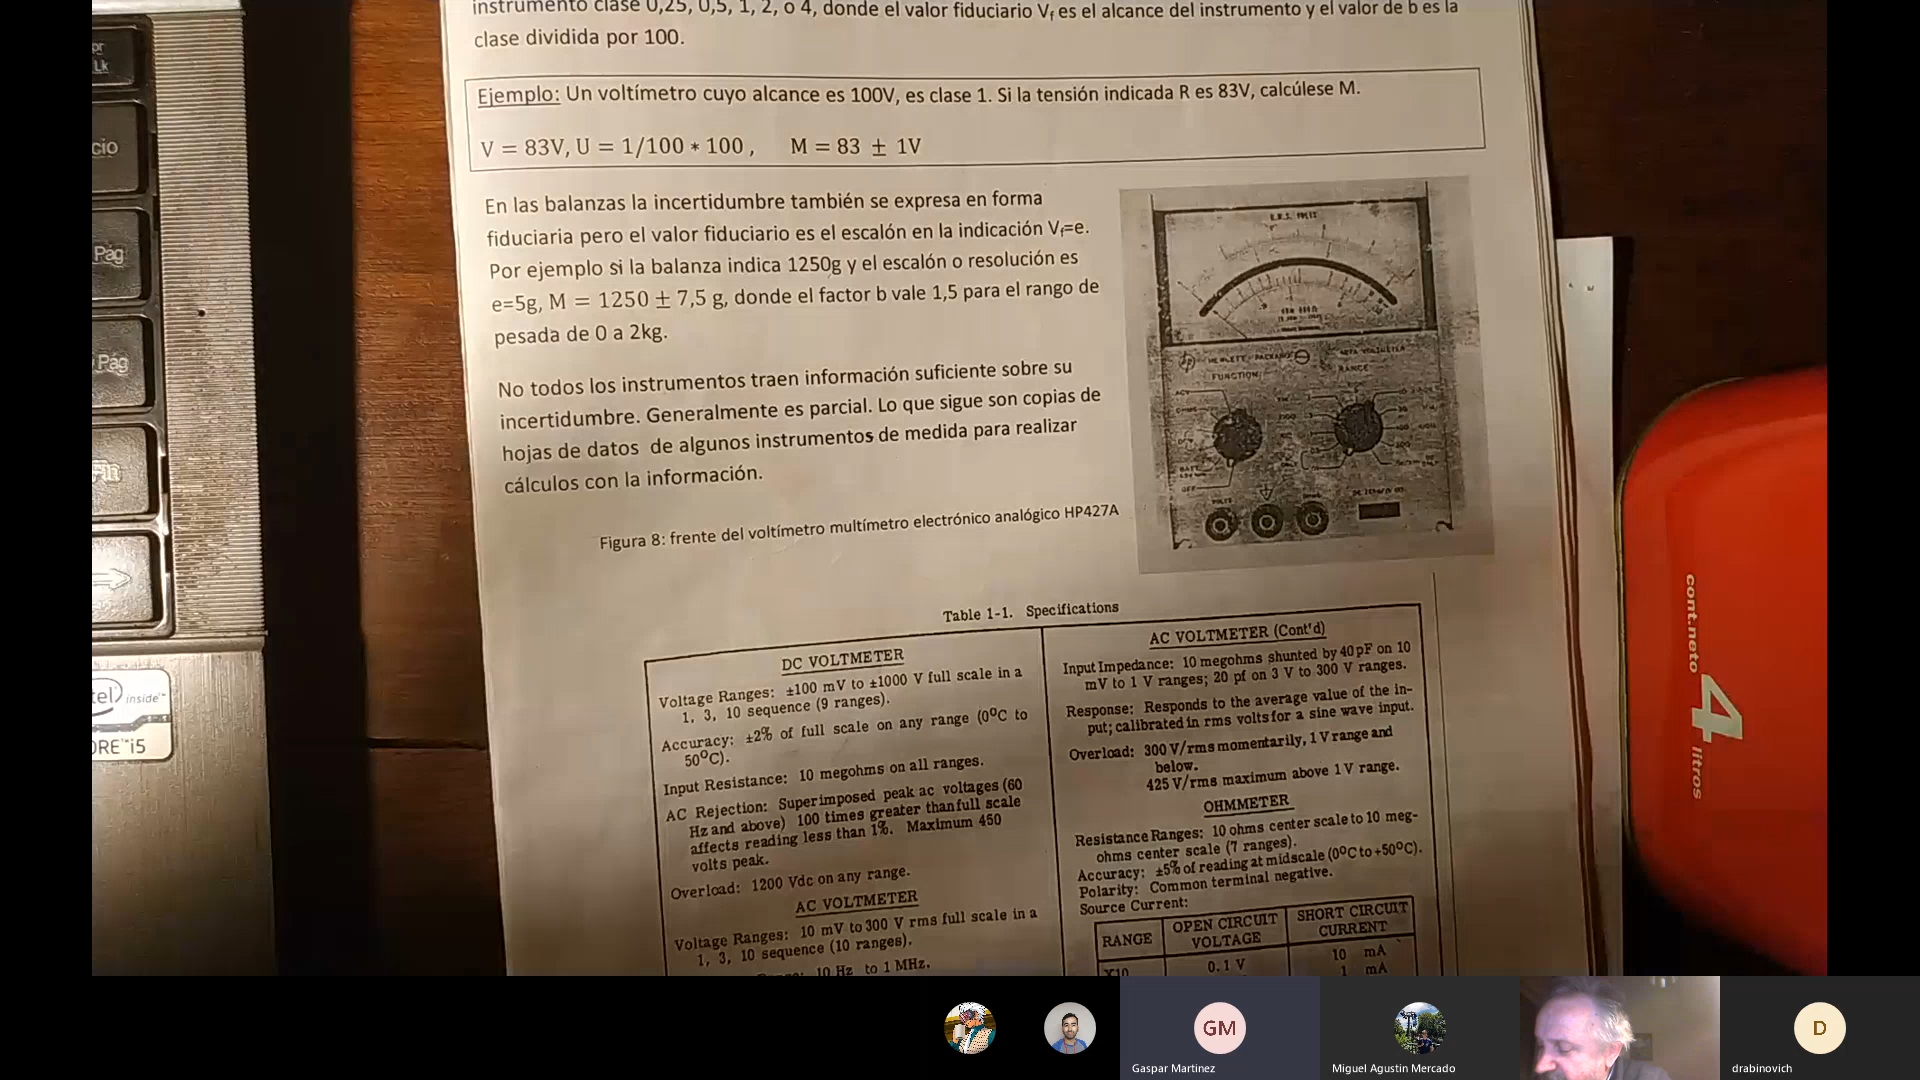 instrumento clase 0,25, 0,5, 1, 2, o 4, donde el valor fiduciario Vf es el alcance del instrumento y el valor de b es la
clase dividida por 100.
Ejemplo: Un voltímetro cuyo alcance es 100V, es clase 1. Si la tensión indicada R es 83V, calcúlese M.
V = 83V, U = 1/100 * 100 , M = 83 ± 1V
En las balanzas la incertidumbre también se expresa en forma
fiduciaria pero el valor fiduciario es el escalón en la indicación Vf=e.
Por ejemplo si la balanza indica 1250g y el escalón o resolución es
e=5g, M = 1250 ± 7,5 g, donde el factor b vale 1,5 para el rango de
pesada de 0 a 2kg.
No todos los instrumentos traen información suficiente sobre su
incertidumbre. Generalmente es parcial. Lo que sigue son copias de
hojas de datos de algunos instrumentos de medida para realizar
cálculos con la información.
Figura 8: frente del voltímetro multímetro electrónico analógico HP427A
HEWLETT-PACKARD
FUNCTION
RANGE
Table 1-1. Specifications
DC VOLTMETER
Voltage Ranges: ±100 mV to ±1000 V full scale in a
1, 3, 10 sequence (9 ranges).
Accuracy: ±2% of full scale on any range (0°C to
50°C).
Input Resistance: 10 megohms on all ranges.
AC Rejection: Superimposed peak ac voltages (60
Hz and above) 100 times greater than full scale
affects reading less than 1%. Maximum 450
volts peak.
Overload: 1200 Vdc on any range.
AC VOLTMETER
Voltage Ranges: 10 mV to 300 V rms full scale in a
1, 3, 10 sequence (10 ranges).
10 Hz to 1 MHz.
AC VOLTMETER (Cont'd)
Input Impedance: 10 megohms shunted by 40 pF on 10
mV to 1 V ranges; 20 pf on 3 V to 300 V ranges.
Response: Responds to the average value of the in-
put; calibrated in rms volts for a sine wave input.
Overload: 300 V/rms momentarily, 1 V range and
below.
425 V/rms maximum above 1 V range.
OHMMETER
Resistance Ranges: 10 ohms center scale to 10 meg-
ohms center scale (7 ranges).
Accuracy: ±5% of reading at midscale (0°C to +50°C).
Polarity: Common terminal negative.
Source Current:
RANGE OPEN CIRCUIT VOLTAGE SHORT CIRCUIT CURRENT
X10 0.1 V 10 mA
1 mA
Lk
cio
Pág
Pág
Fin
intel inside
CORE i5
cont.neto
4
litros
GM
D
Gaspar Martinez
Miguel Agustin Mercado
drabinovich